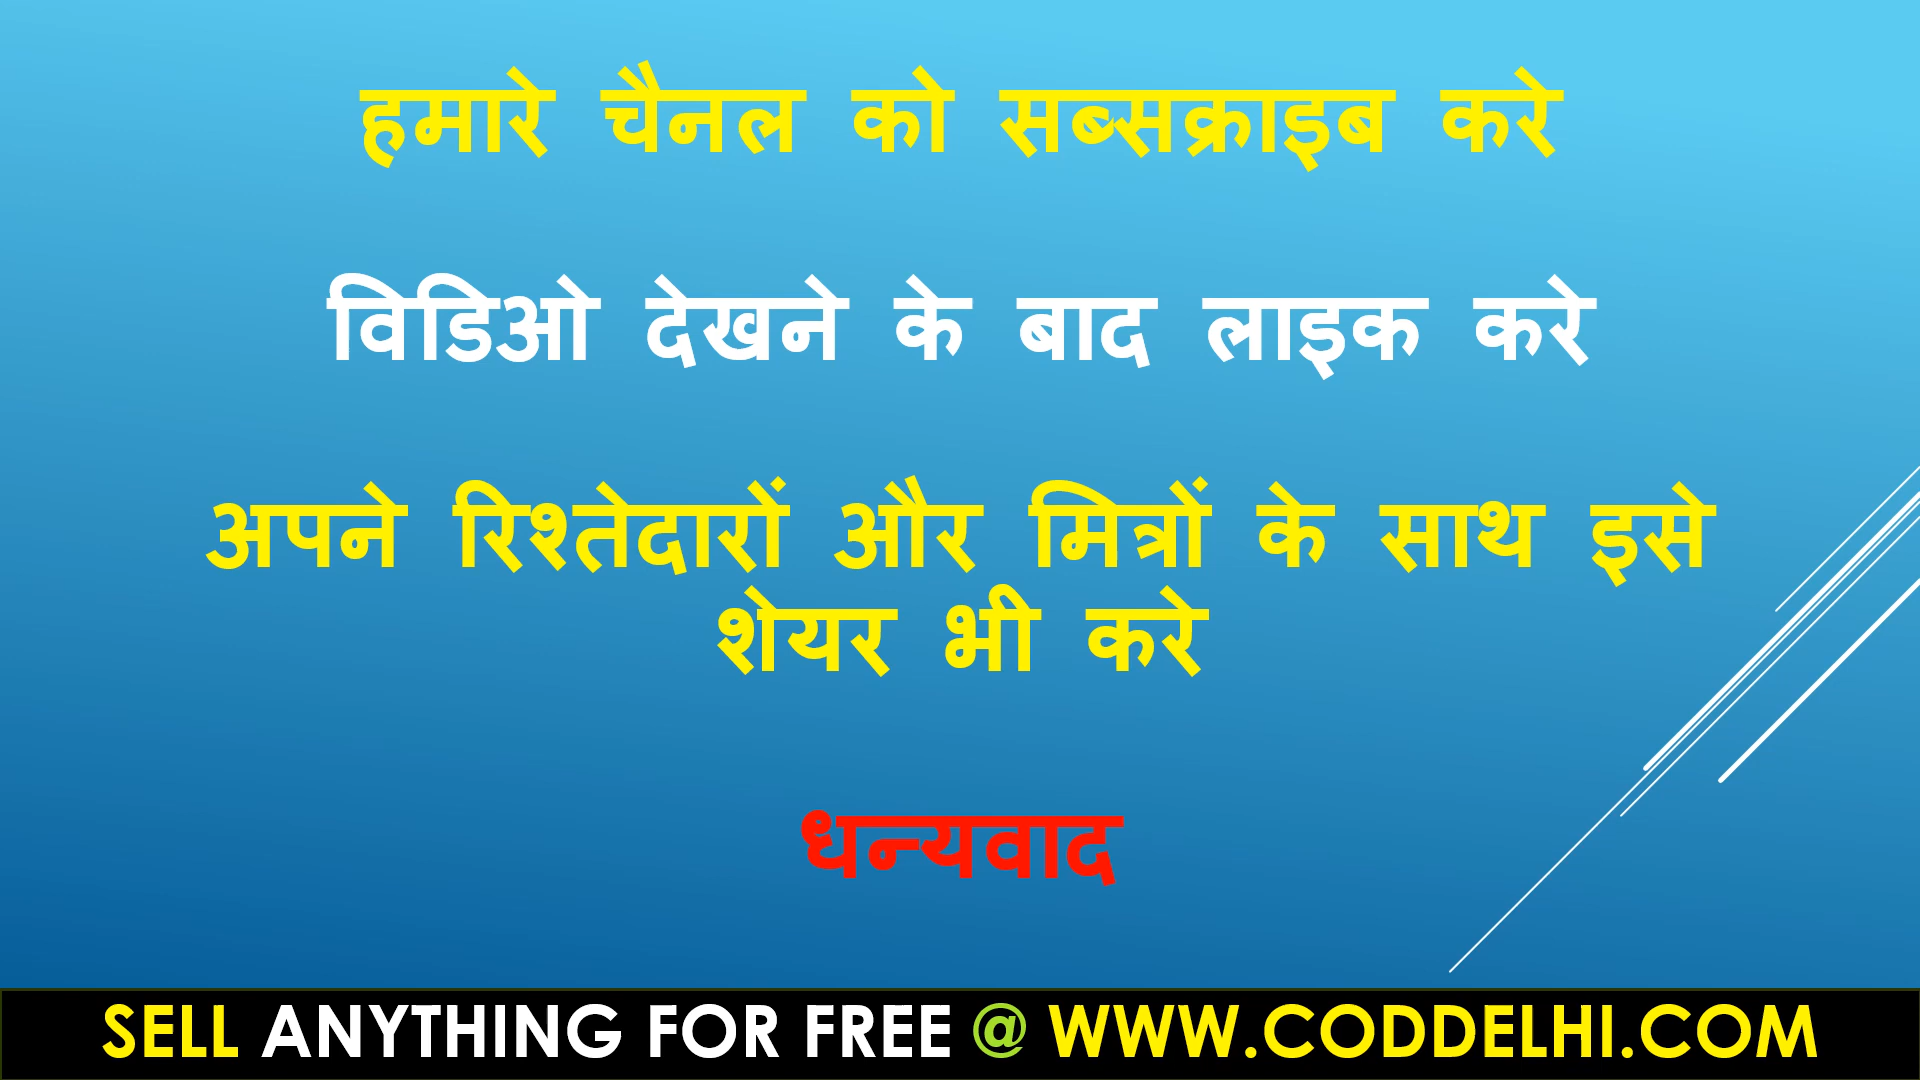 हमारे चैनल को सब्सक्राइब करे
विडिओ देखने के बाद लाइक करे
अपने रिश्तेदारों और मित्रों के साथ इसे
शेयर भी करे
धन्यवाद
SELL ANYTHING FOR FREE @ WWW.CODDELHI.COM